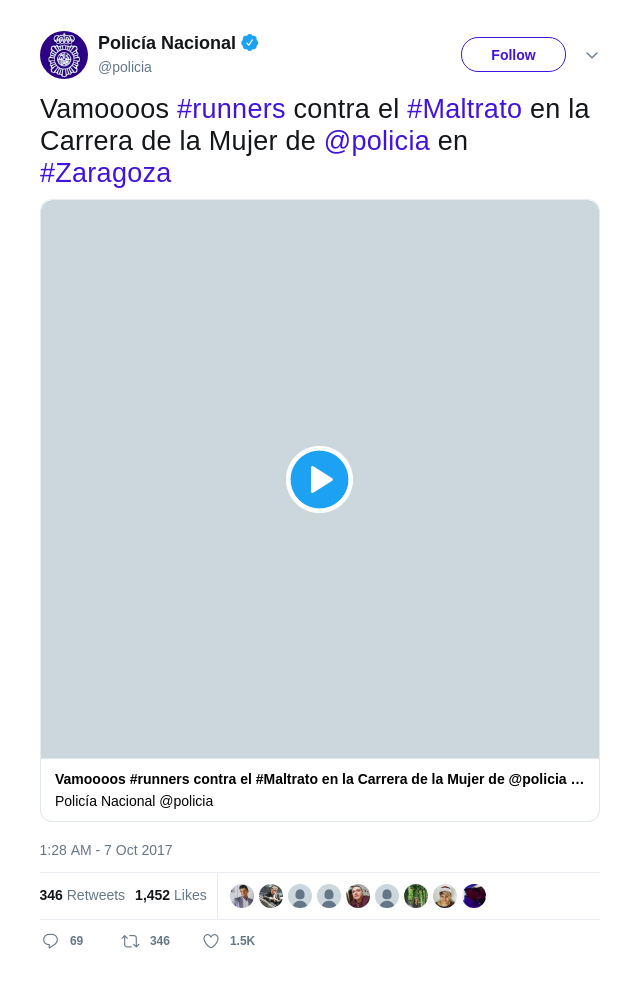 Policía Nacional
@policia
Follow
Vamoooos #runners contra el #Maltrato en la
Carrera de la Mujer de @policia en
#Zaragoza
Vamoooos #runners contra el #Maltrato en la Carrera de la Mujer de @policia …
Policía Nacional @policia
1:28 AM - 7 Oct 2017
346 Retweets 1,452 Likes
69 346 1.5K